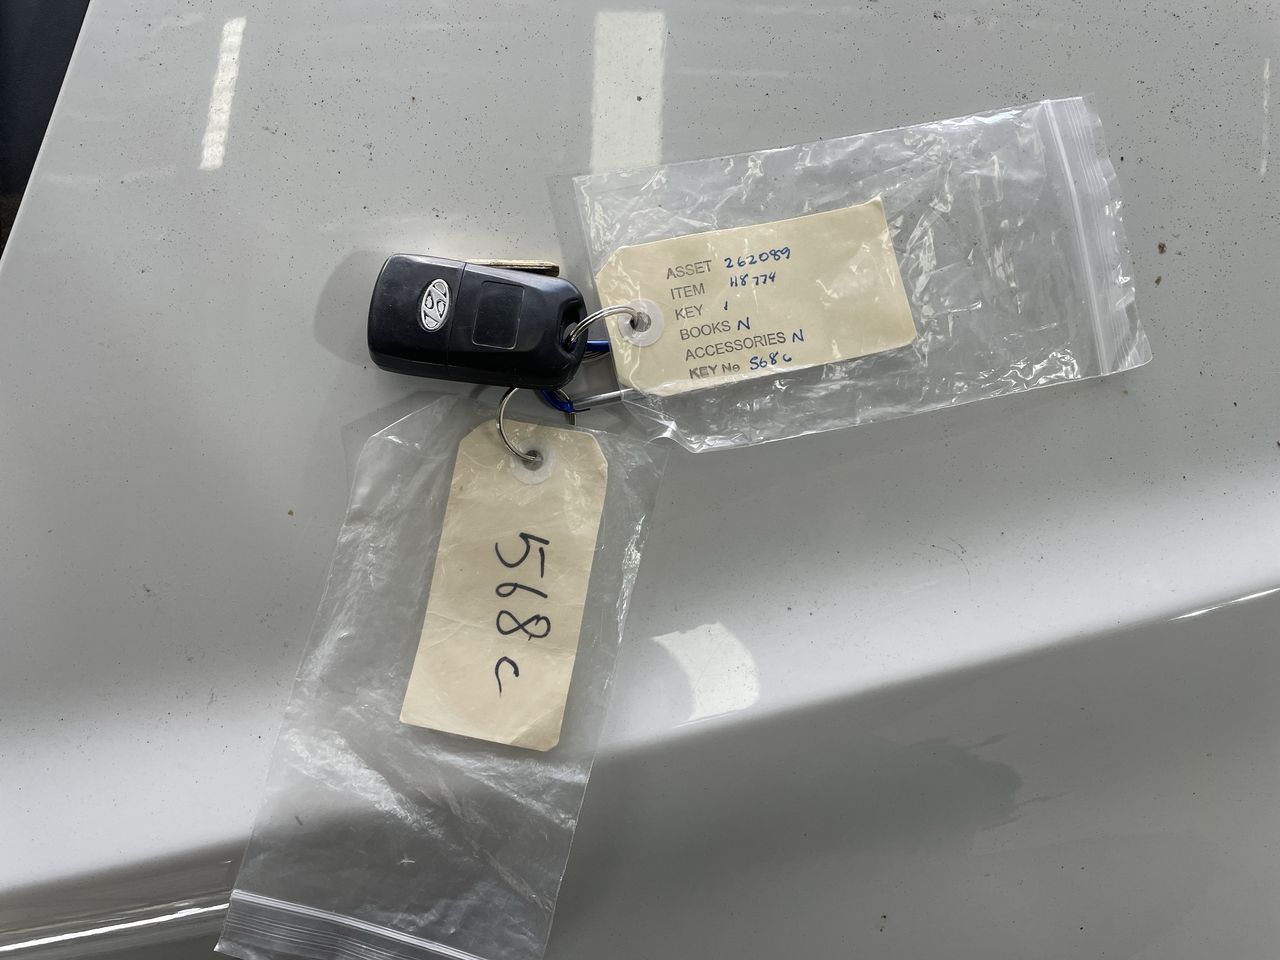 ASSET 262089
ITEM H8774
KEY 1
BOOKS N
ACCESSORIES N
KEY No 568c
568c